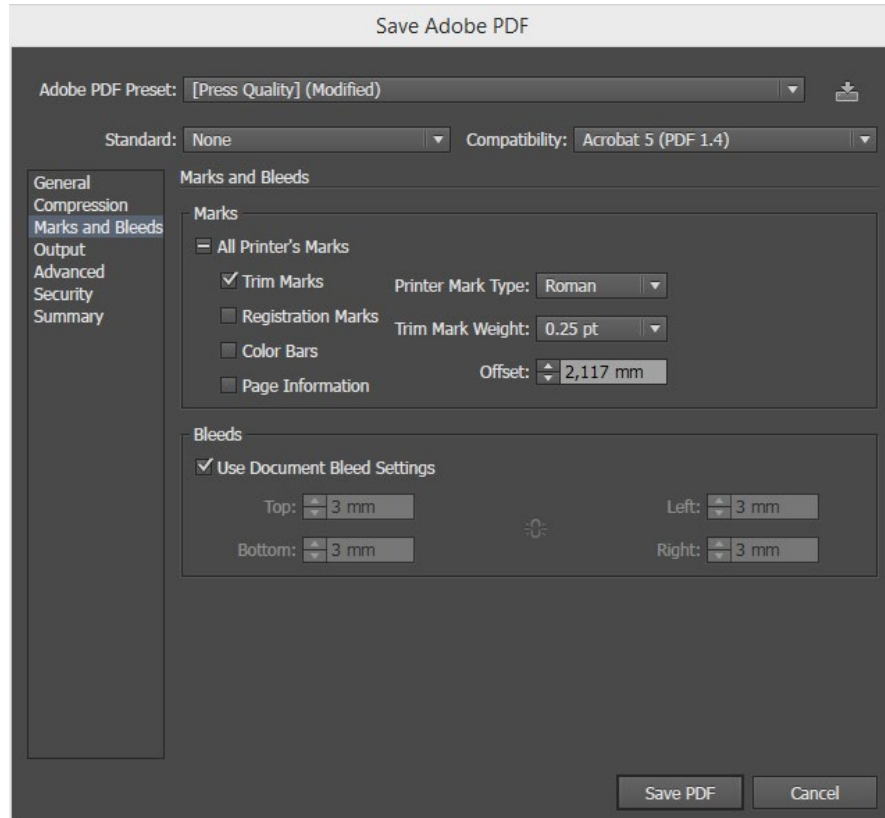 Save Adobe PDF
Adobe PDF Preset: [Press Quality] (Modified)
Standard: None Compatibility: Acrobat 5 (PDF 1.4)
General
Compression
Marks and Bleeds
Output
Advanced
Security
Summary
Marks and Bleeds
Marks
All Printer's Marks
Trim Marks
Registration Marks
Color Bars
Page Information
Printer Mark Type: Roman
Trim Mark Weight: 0.25 pt
Offset: 2,117 mm
Bleeds
Use Document Bleed Settings
Top: 3 mm Left: 3 mm
Bottom: 3 mm Right: 3 mm
Save PDF Cancel